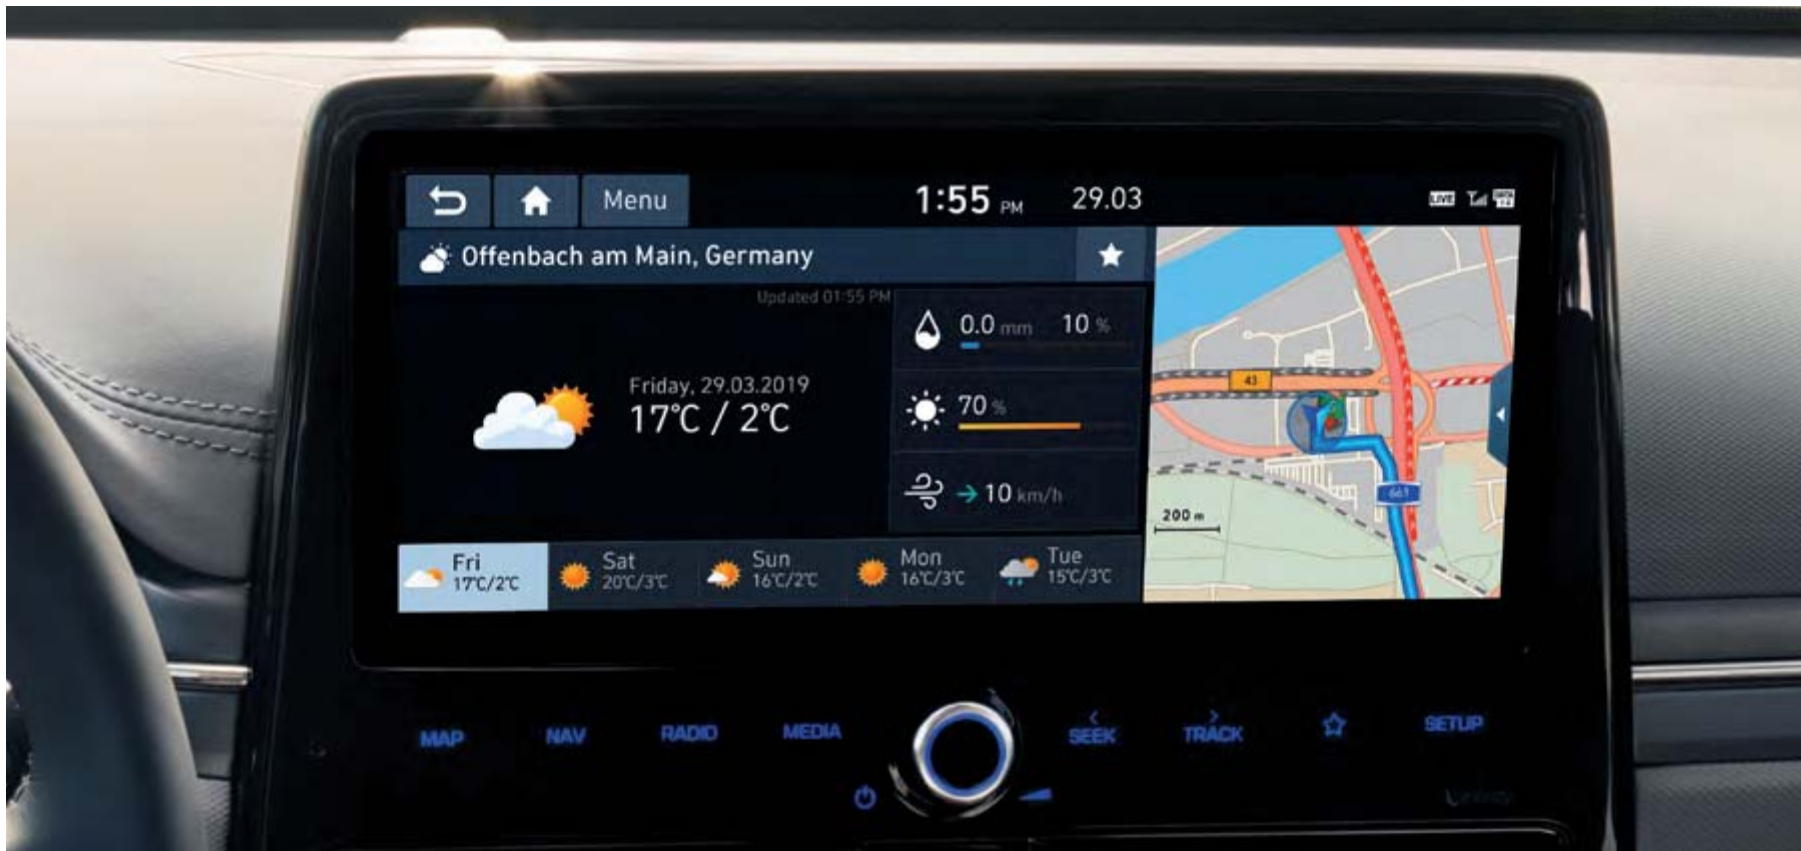 Menu
1:55 PM
29.03
LIVE
Offenbach am Main, Germany
Updated 01:55 PM
0.0 mm 10 %
Friday, 29.03.2019
17℃ / 2℃
70 %
10 km/h
Fri
17℃/2℃
Sat
20℃/3℃
Sun
16℃/2℃
Mon
16℃/3℃
Tue
15℃/3℃
43
661
200 m
MAP
NAV
RADIO
MEDIA
< SEEK
> TRACK
SETUP